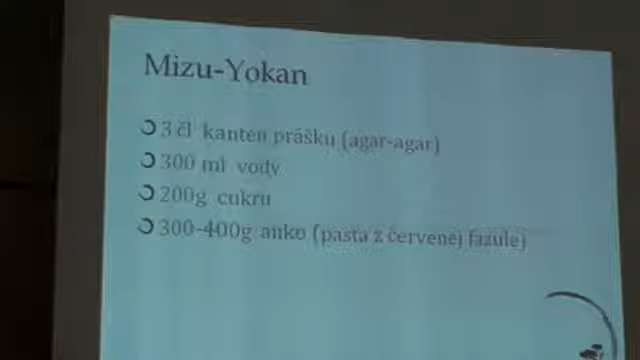 Mizu-Yokan
3 čl kanten prášku (agar-agar)
300 ml vody
200g cukru
300-400g anko (pasta z červenej fazule)